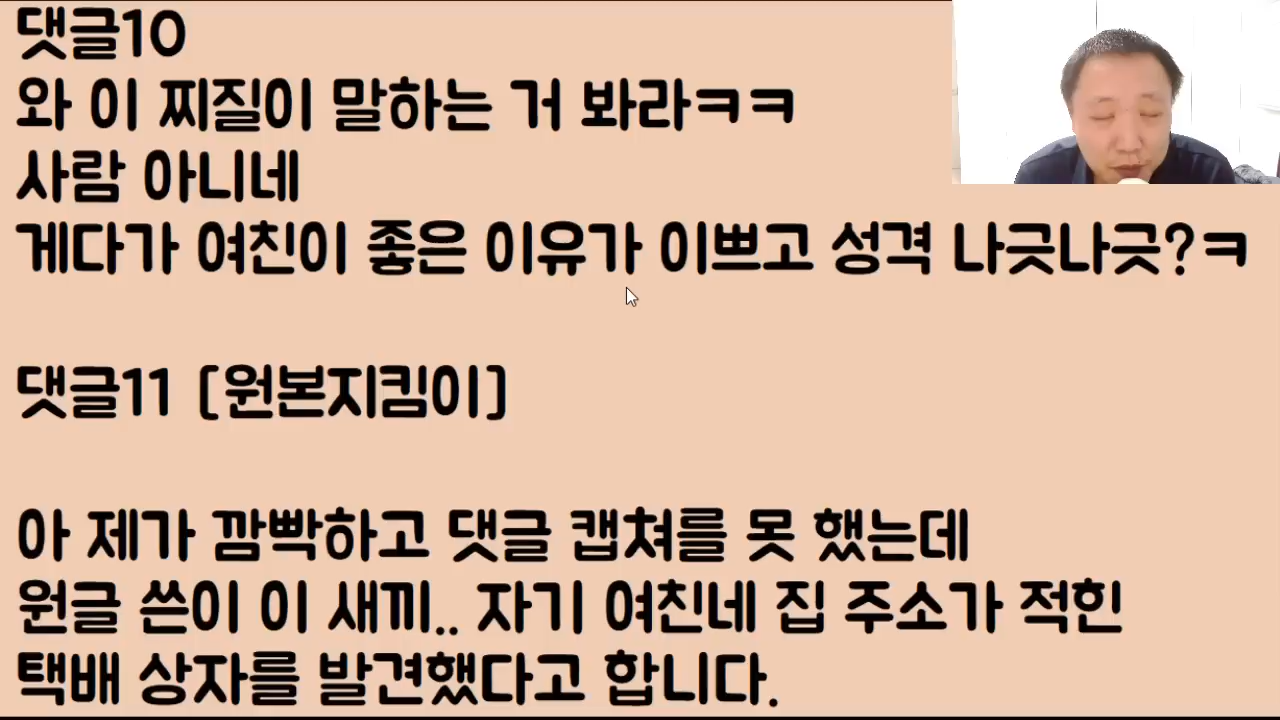 댓글10
와 이 찌질이 말하는 거 봐라ㅋㅋ
사람 아니네
게다가 여친이 좋은 이유가 이쁘고 성격 나긋나긋?ㅋ
댓글11 [원본지킴이]
아 제가 깜빡하고 댓글 캡쳐를 못 했는데
원글 쓴이 이 새끼.. 자기 여친네 집 주소가 적힌
택배 상자를 발견했다고 합니다.